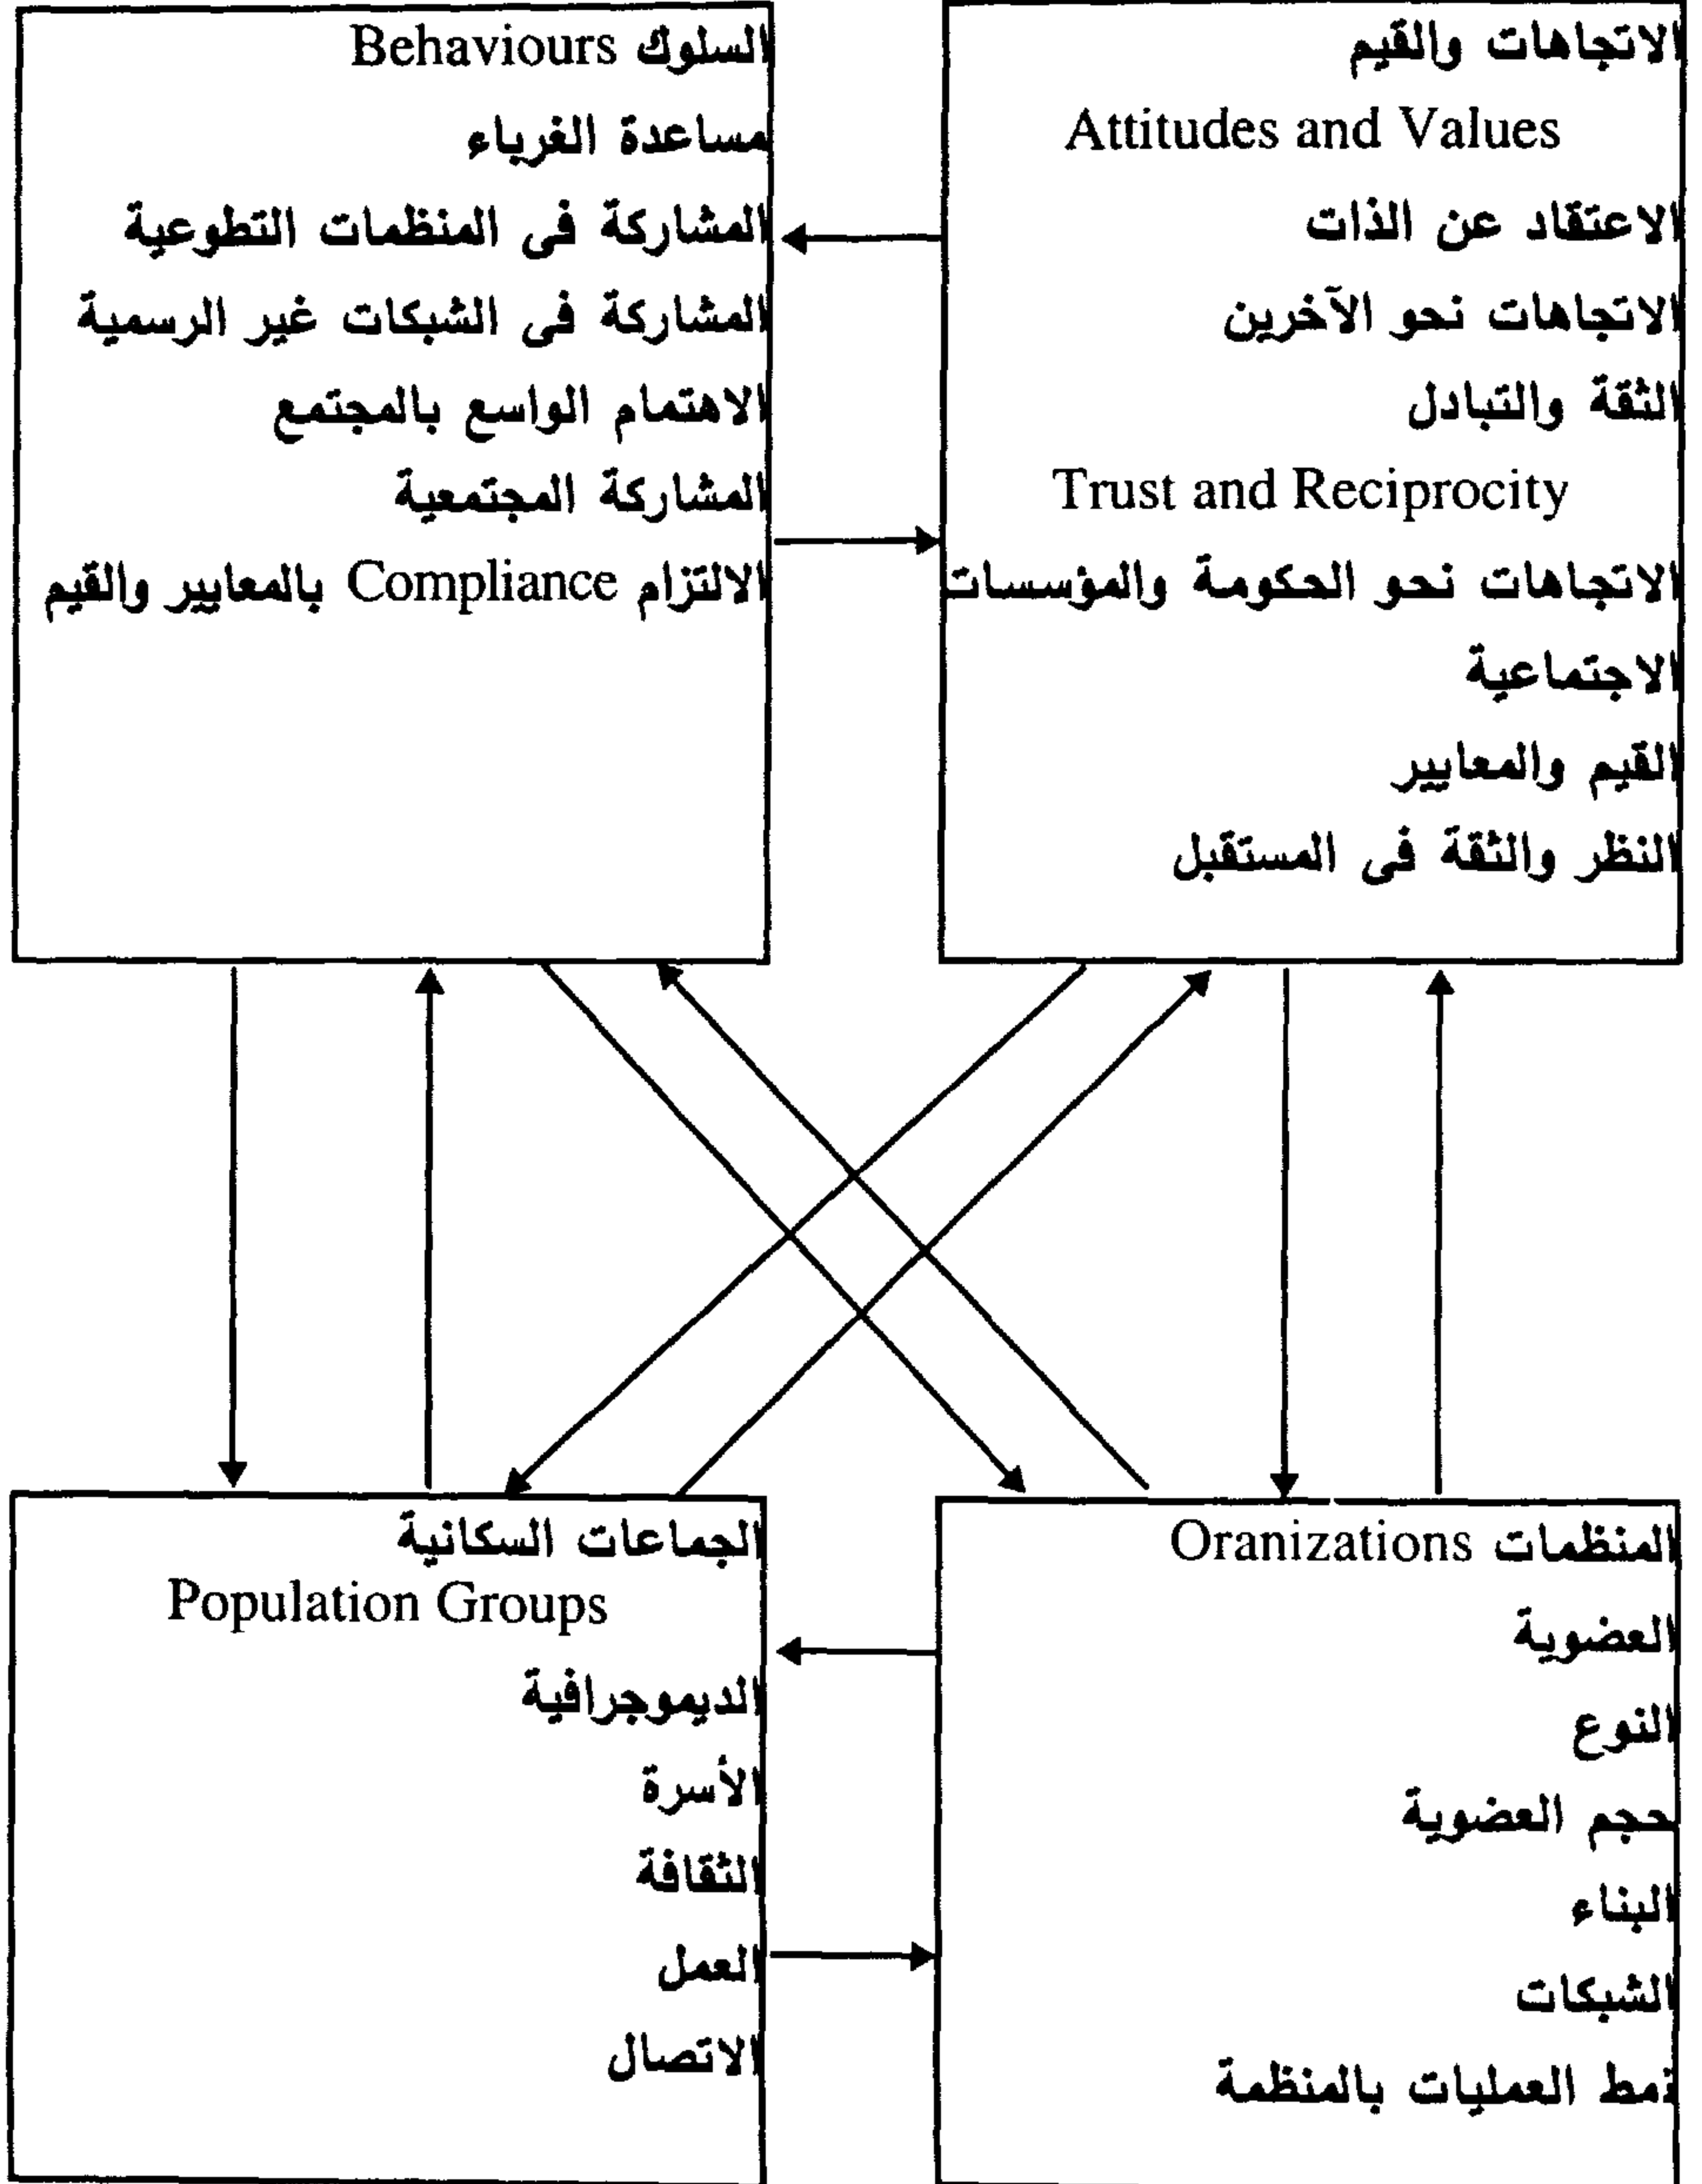 الاتجاهات والقيم
Attitudes and Values
الاعتقاد عن الذات
الاتجاهات نحو الآخرين
الثقة والتبادل
Trust and Reciprocity
الاتجاهات نحو الحكومة والمؤسسات
الاجتماعية
القيم والمعايير
النظر والثقة فى المستقبل
السلوك Behaviours
مساعدة الغرباء
المشاركة فى المنظمات التطوعية
المشاركة فى الشبكات غير الرسمية
الاهتمام الواسع بالمجتمع
المشاركة المجتمعية
الالتزام Compliance بالمعايير والقيم
المنظمات Oranizations
العضوية
النوع
حجم العضوية
البناء
الشبكات
نمط العمليات بالمنظمة
الجماعات السكانية
Population Groups
الديموجرافية
الأسرة
الثقافة
العمل
الاتصال